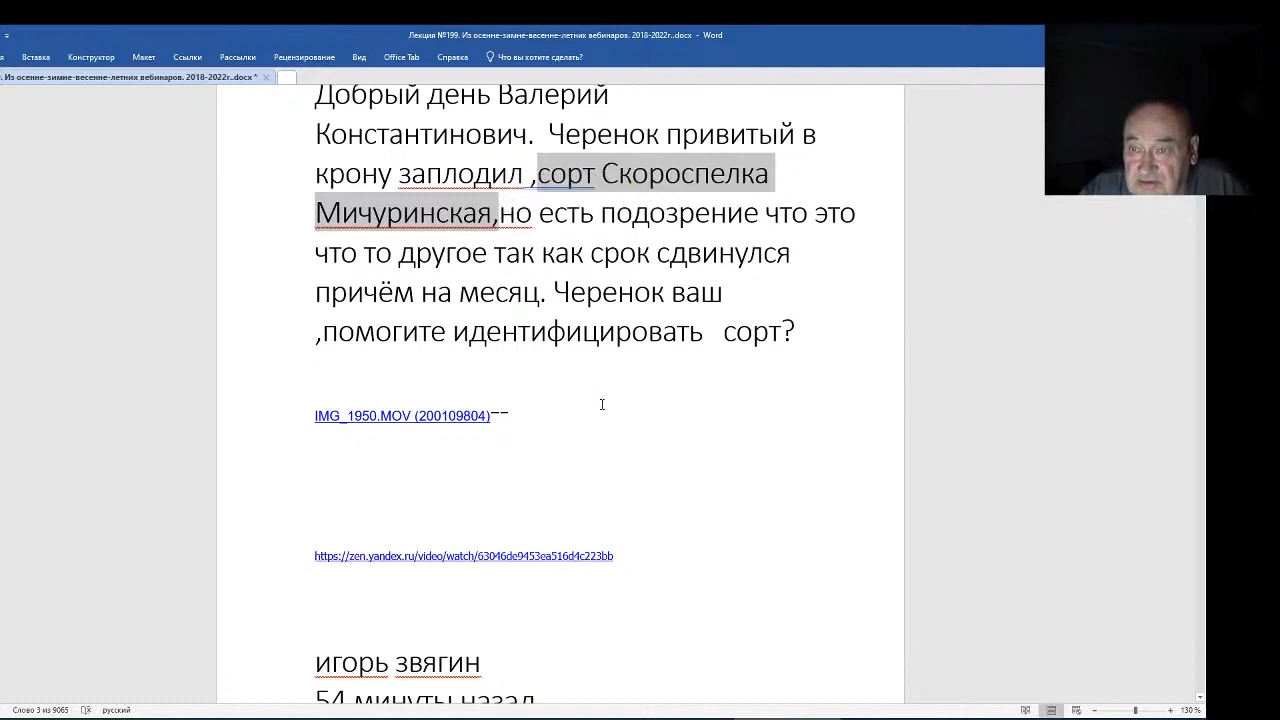 Лекция №199. Из осенне-зимне-весенне-летних вебинаров. 2018-2022г..docx - Word
Вставка Конструктор Макет Ссылки Рассылки Рецензирование Вид Office Tab Справка Что вы хотите сделать?
. Из осенне-зимне-весенне-летних вебинаров. 2018-2022г..docx *
Добрый день Валерий
Константинович. Черенок привитый в
крону заплодил ,сорт Скороспелка
Мичуринская,но есть подозрение что это
что то другое так как срок сдвинулся
причём на месяц. Черенок ваш
,помогите идентифицировать сорт?
IMG_1950.MOV (200109804)--
https://zen.yandex.ru/video/watch/63046de9453ea516d4c223bb
игорь звягин
54 минуты назад
Слово 3 из 9065 русский 130 %